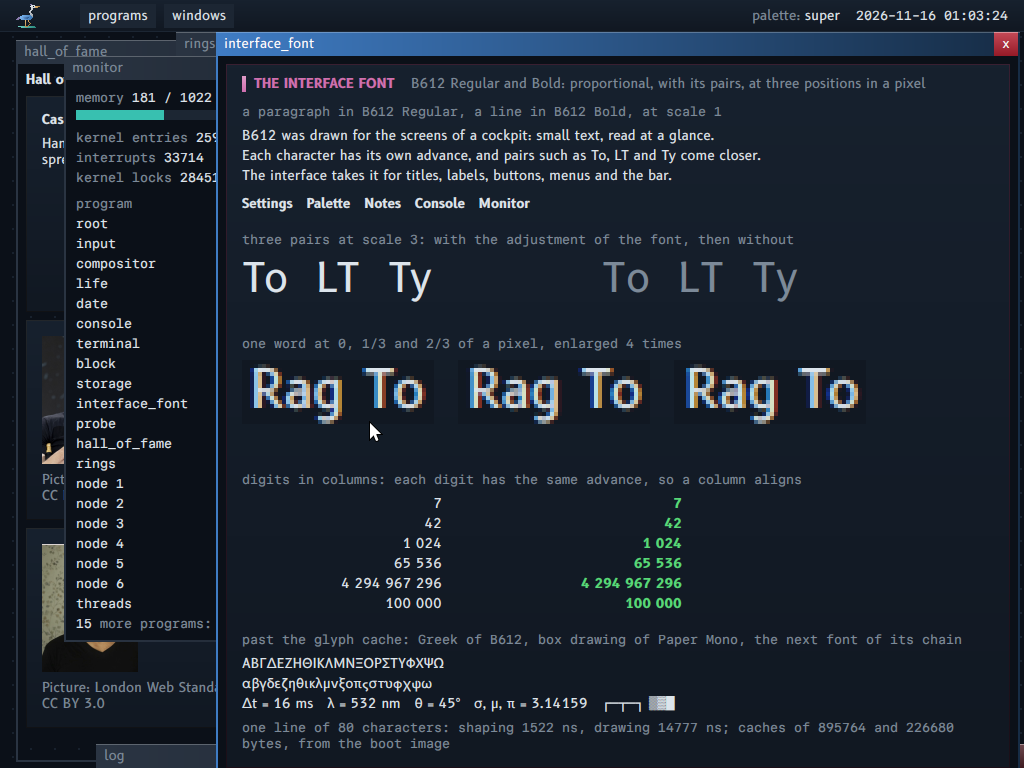 programs windows palette: super 2026-11-16 01:03:24
hall_of_fame
rings
interface_font x
monitor
Hall
memory 181 / 1022
kernel entries
interrupts 33714
kernel locks 28451
program
root
input
compositor
life
date
console
terminal
block
storage
interface_font
probe
hall_of_fame
rings
node 1
node 2
node 3
node 4
node 5
node 6
threads
15 more programs:
Picture: London Web
CC BY 3.0
log
THE INTERFACE FONT B612 Regular and Bold: proportional, with its pairs, at three positions in a pixel
a paragraph in B612 Regular, a line in B612 Bold, at scale 1
B612 was drawn for the screens of a cockpit: small text, read at a glance.
Each character has its own advance, and pairs such as To, LT and Ty come closer.
The interface takes it for titles, labels, buttons, menus and the bar.
Settings Palette Notes Console Monitor
three pairs at scale 3: with the adjustment of the font, then without
To LT Ty To LT Ty
one word at 0, 1/3 and 2/3 of a pixel, enlarged 4 times
Rag To Rag To Rag To
digits in columns: each digit has the same advance, so a column aligns
7 7
42 42
1 024 1 024
65 536 65 536
4 294 967 296 4 294 967 296
100 000 100 000
past the glyph cache: Greek of B612, box drawing of Paper Mono, the next font of its chain
ΑΒΓΔΕΖΗΘΙΚΛΜΝΞΟΡΣΤΥΦΧΨΩ
αβγδεζηθικλμνξοπςστυφχψω
Δt = 16 ms λ = 532 nm θ = 45° σ, μ, π = 3.14159 ┌─┬─┐ ░▒▓
one line of 80 characters: shaping 1522 ns, drawing 14777 ns; caches of 895764 and 226680
bytes, from the boot image